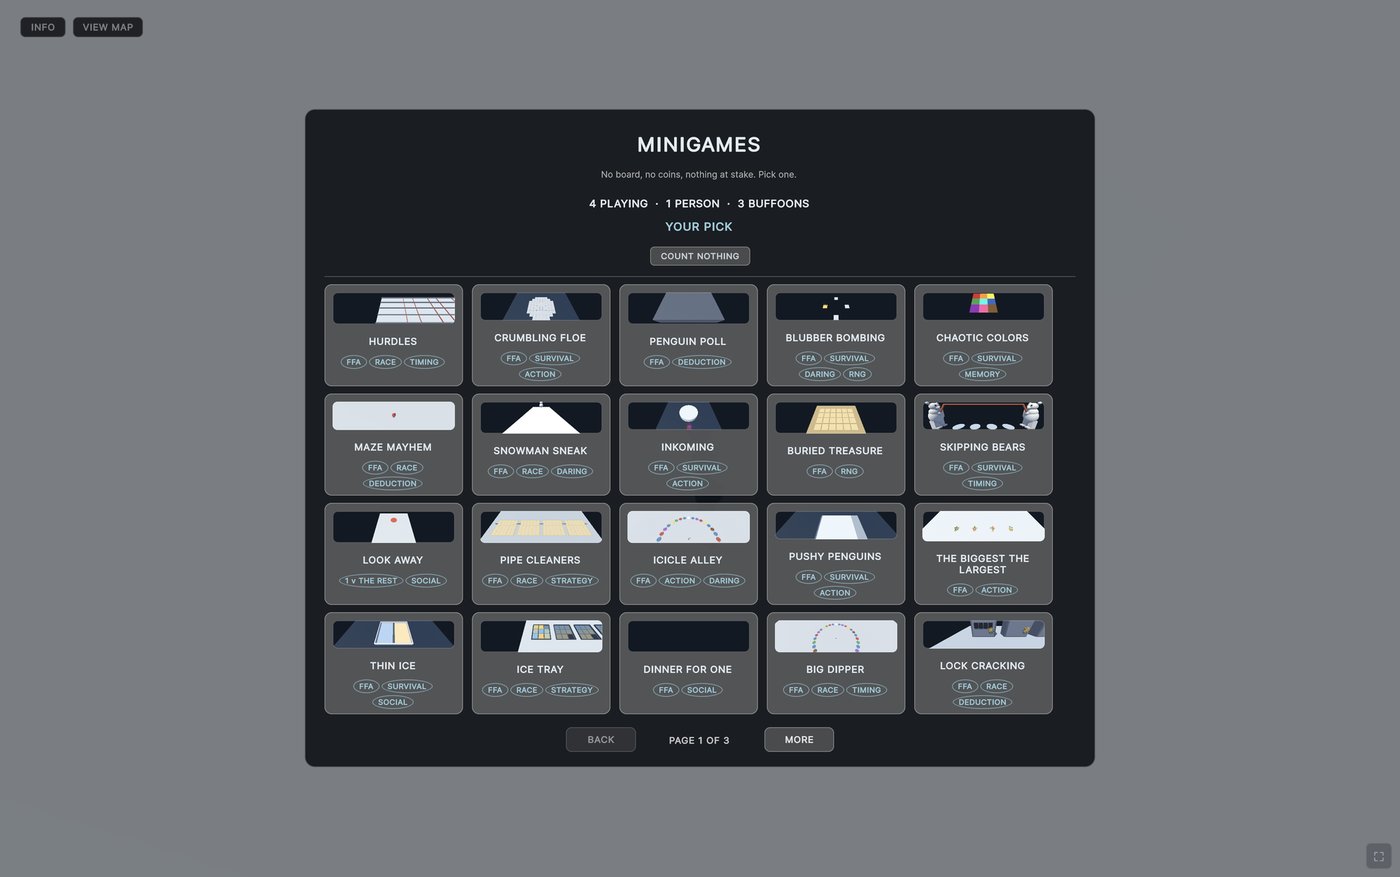 INFO
VIEW MAP
MINIGAMES
No board, no coins, nothing at stake. Pick one.
4 PLAYING · 1 PERSON · 3 BUFFOONS
YOUR PICK
COUNT NOTHING
HURDLES
FFA RACE TIMING
CRUMBLING FLOE
FFA SURVIVAL
ACTION
PENGUIN POLL
FFA DEDUCTION
BLUBBER BOMBING
FFA SURVIVAL
DARING RNG
CHAOTIC COLORS
FFA SURVIVAL
MEMORY
MAZE MAYHEM
FFA RACE
DEDUCTION
SNOWMAN SNEAK
FFA RACE DARING
INKOMING
FFA SURVIVAL
ACTION
BURIED TREASURE
FFA RNG
SKIPPING BEARS
FFA SURVIVAL
TIMING
LOOK AWAY
1 v THE REST SOCIAL
PIPE CLEANERS
FFA RACE STRATEGY
ICICLE ALLEY
FFA ACTION DARING
PUSHY PENGUINS
FFA SURVIVAL
ACTION
THE BIGGEST THE
LARGEST
FFA ACTION
THIN ICE
FFA SURVIVAL
SOCIAL
ICE TRAY
FFA RACE STRATEGY
DINNER FOR ONE
FFA SOCIAL
BIG DIPPER
FFA RACE TIMING
LOCK CRACKING
FFA RACE
DEDUCTION
BACK
PAGE 1 OF 3
MORE